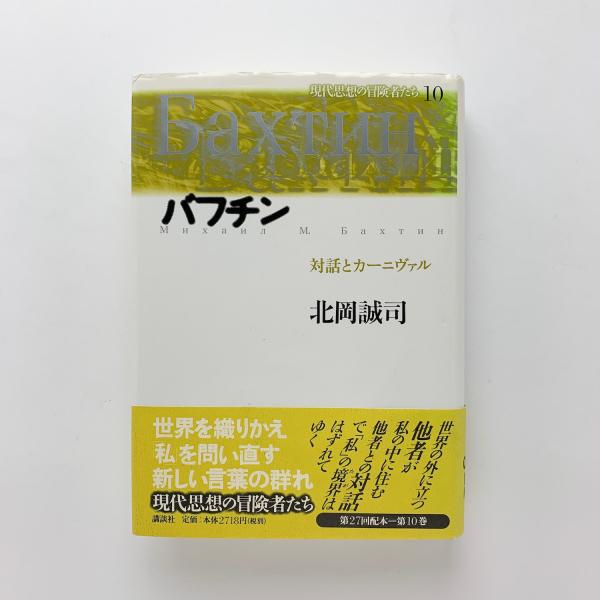 現代思想の冒険者たち 10
Бахтин
バフチン
Михаил М. Бахтин
対話とカーニヴァル
北岡誠司
世界を織りかえ
「私」を問い直す
新しい言葉の群れ
現代思想の冒険者たち
講談社 定価:本体2718円(税別)
世界の外に立つ
他者が
私の中に住む
他者との対話
で「私」の境界は
はずれて
ゆく
第27回配本—第10巻